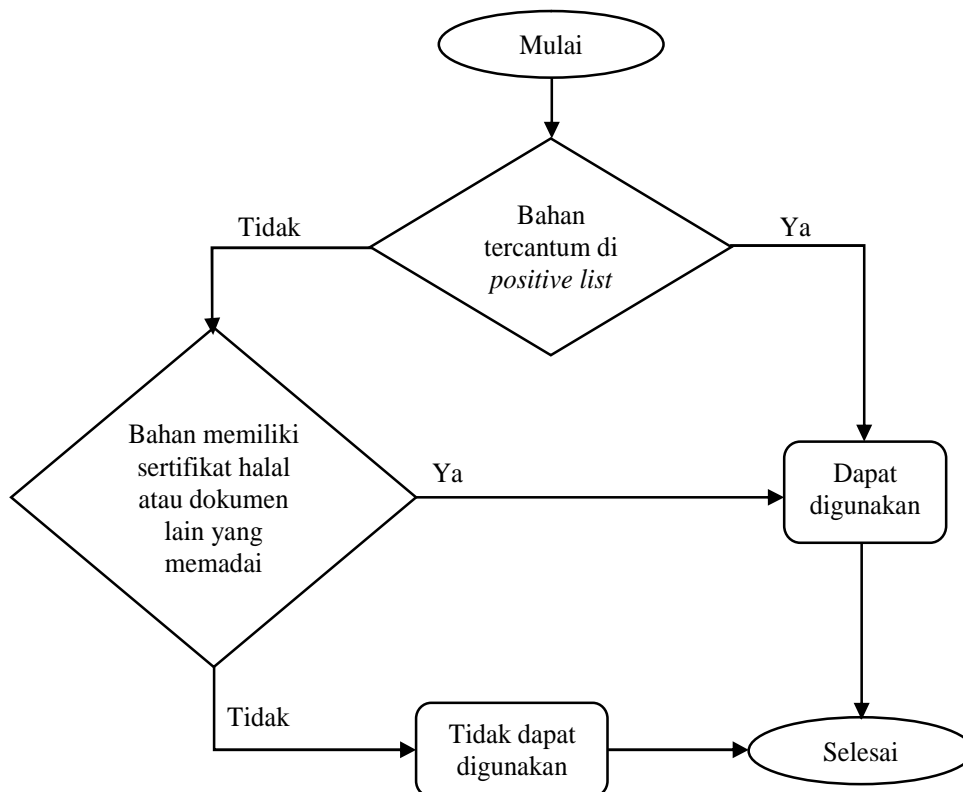 Mulai
Tidak
Ya
Bahan
tercantum di
positive list
Bahan memiliki
sertifikat halal
atau dokumen
lain yang
memadai
Ya
Dapat
digunakan
Tidak
Tidak dapat
digunakan
Selesai